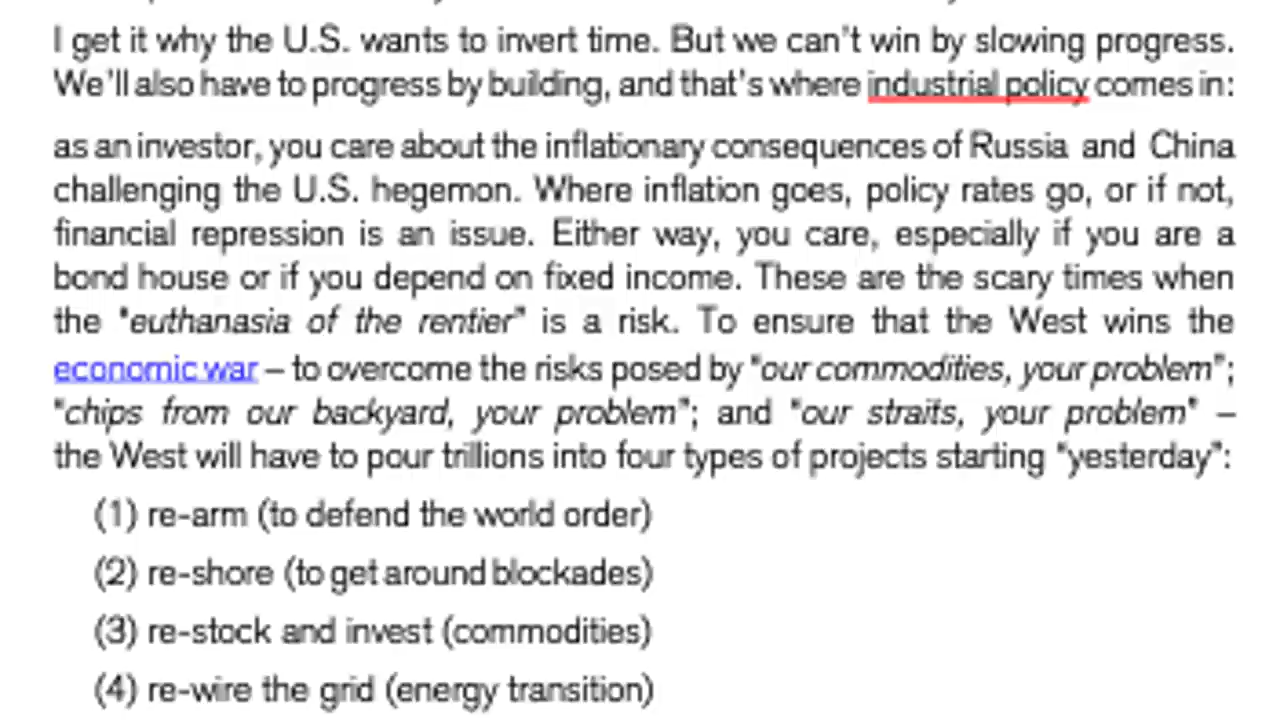 I get it why the U.S. wants to invert time. But we can't win by slowing progress.
We'll also have to progress by building, and that's where industrial policy comes in:
as an investor, you care about the inflationary consequences of Russia and China
challenging the U.S. hegemon. Where inflation goes, policy rates go, or if not,
financial repression is an issue. Either way, you care, especially if you are a
bond house or if you depend on fixed income. These are the scary times when
the "euthanasia of the rentier" is a risk. To ensure that the West wins the
economic war – to overcome the risks posed by "our commodities, your problem";
"chips from our backyard, your problem"; and "our straits, your problem" –
the West will have to pour trillions into four types of projects starting "yesterday":
(1) re-arm (to defend the world order)
(2) re-shore (to get around blockades)
(3) re-stock and invest (commodities)
(4) re-wire the grid (energy transition)